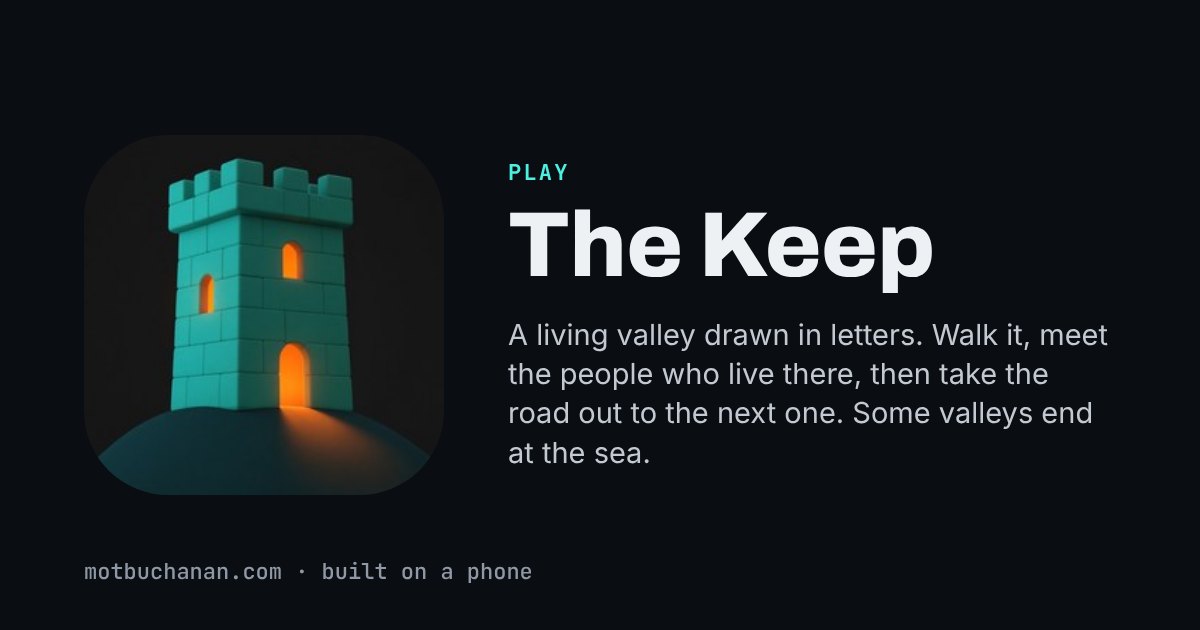 PLAY
The Keep
A living valley drawn in letters. Walk it, meet
the people who live there, then take the
road out to the next one. Some valleys end
at the sea.
motbuchanan.com · built on a phone